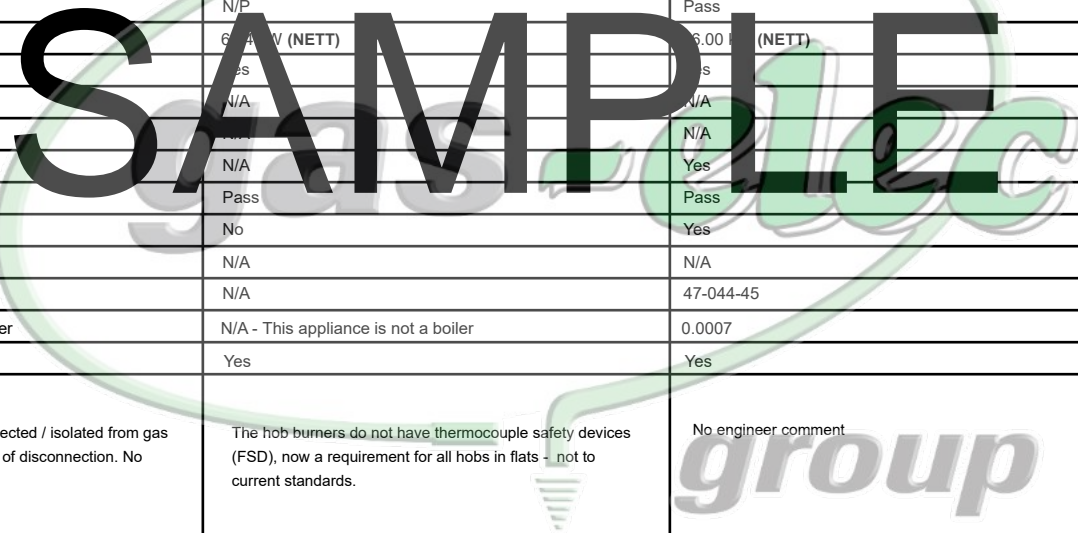 N/P Pass
(NETT) (NETT)
SAMPLE
N/A N/A
N/A N/A
N/A Yes
gas-elec
Pass Pass
No Yes
N/A N/A
N/A 47-044-45
er N/A - This appliance is not a boiler 0.0007
Yes Yes
ected / isolated from gas
of disconnection. No
The hob burners do not have thermocouple safety devices
(FSD), now a requirement for all hobs in flats - not to
current standards.
No engineer comment
group